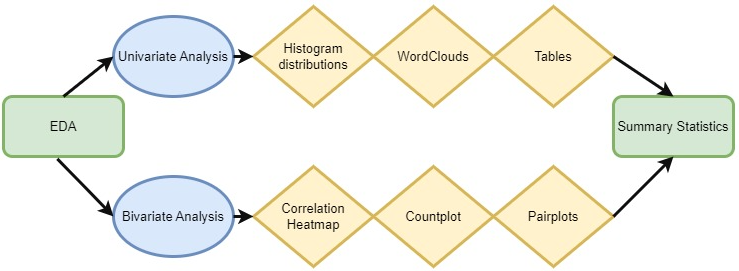 EDA
Univariate Analysis
Histogram
distributions
WordClouds
Tables
Summary Statistics
Bivariate Analysis
Correlation
Heatmap
Countplot
Pairplots